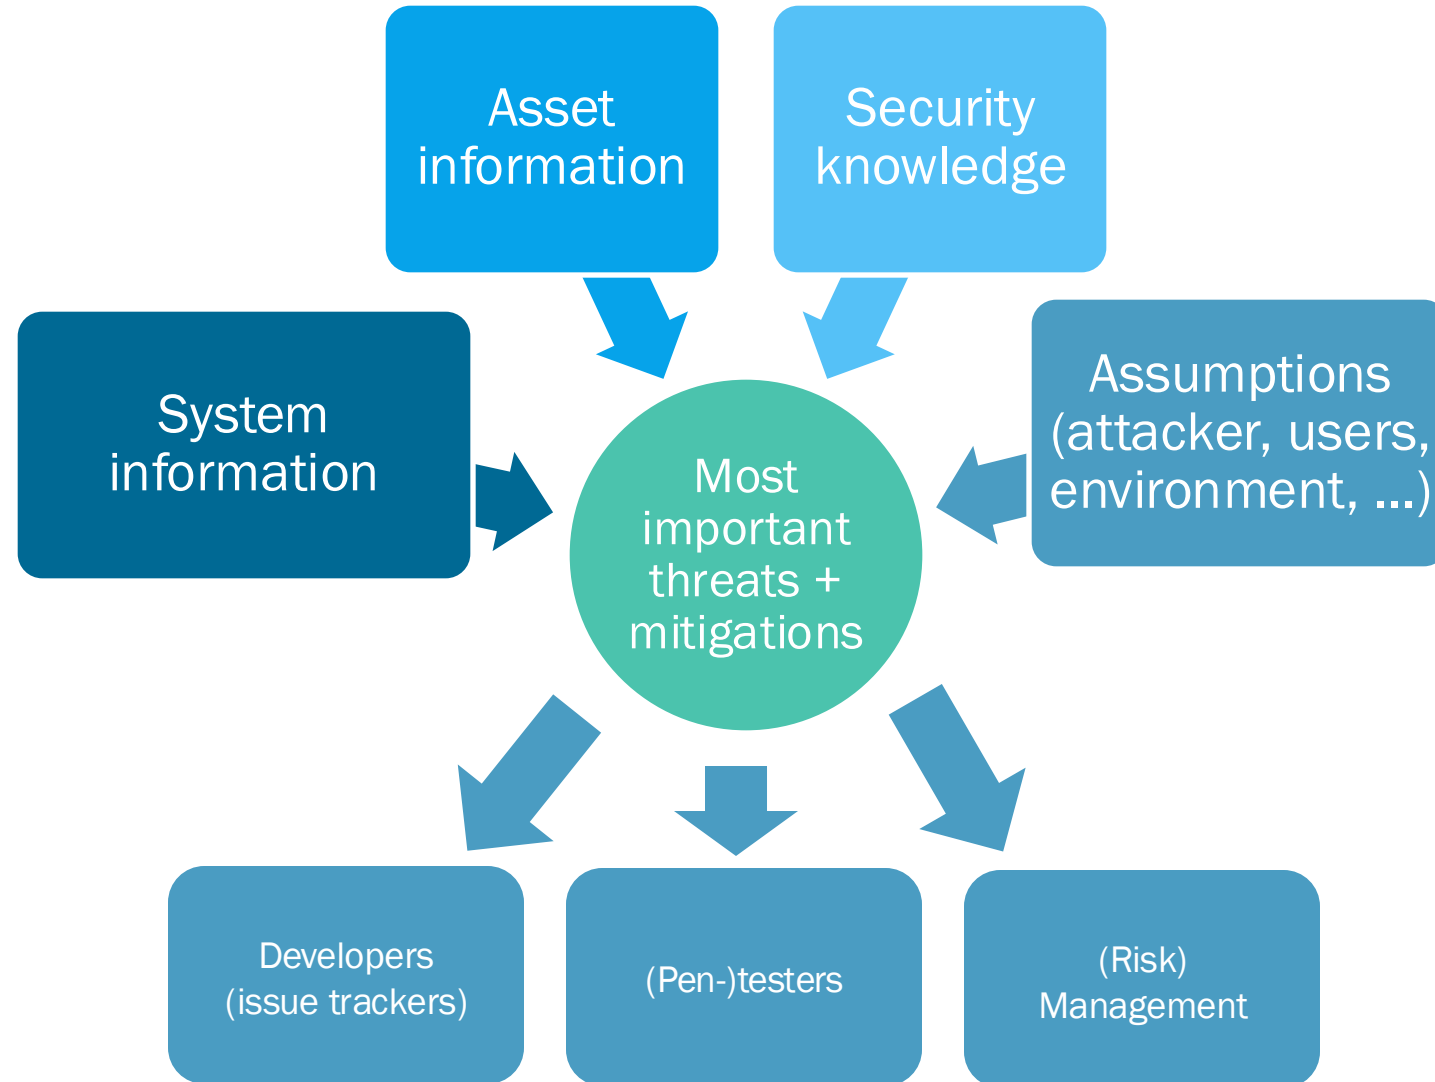 Asset
information
Security
knowledge
System
information
Assumptions
(attacker, users,
environment, ...)
Most
important
threats +
mitigations
Developers
(issue trackers)
(Pen-)testers
(Risk)
Management